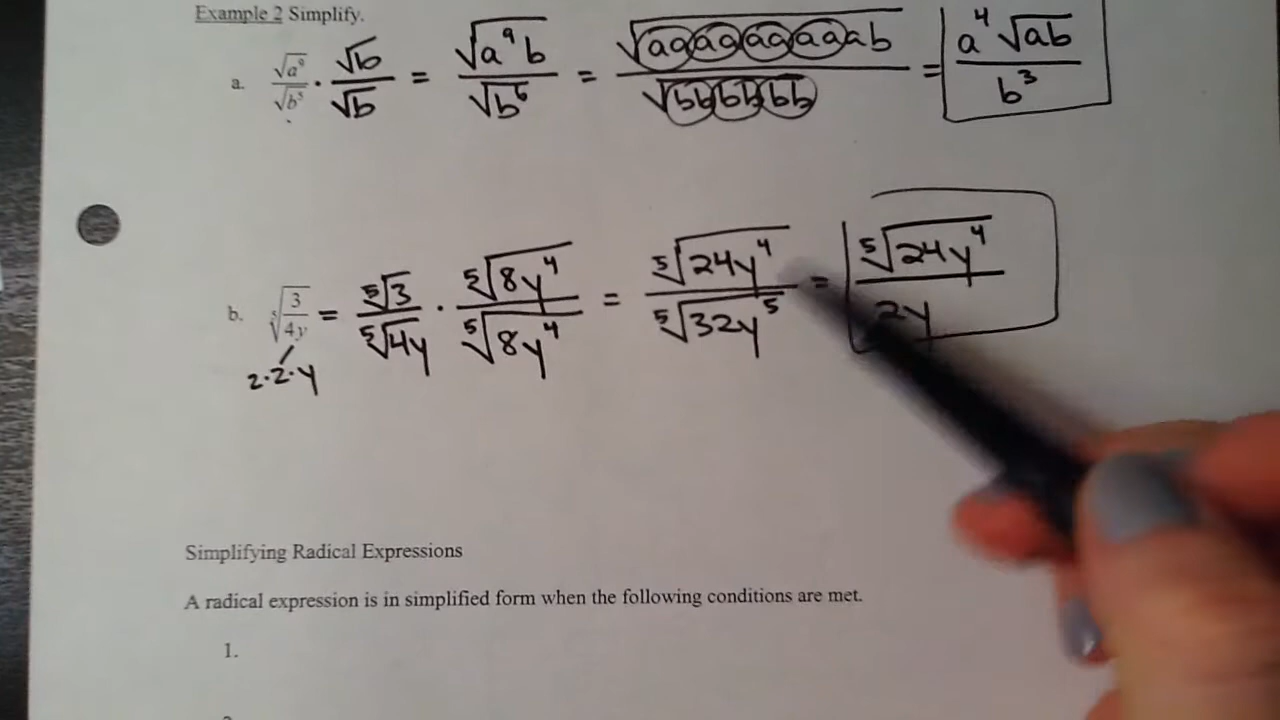 Example 2 Simplify.
a. √a⁹/√b⁵ · √b/√b = √a⁹b/√b⁶ = √aaaaaaaaab/√bbbbbb = a⁴√ab/b³
b. ⁵√3/4y = ⁵√3/⁵√4y · ⁵√8y⁴/⁵√8y⁴ = ⁵√24y⁴/⁵√32y⁵ = ⁵√24y⁴/2y
2·2·y
Simplifying Radical Expressions
A radical expression is in simplified form when the following conditions are met.
1.